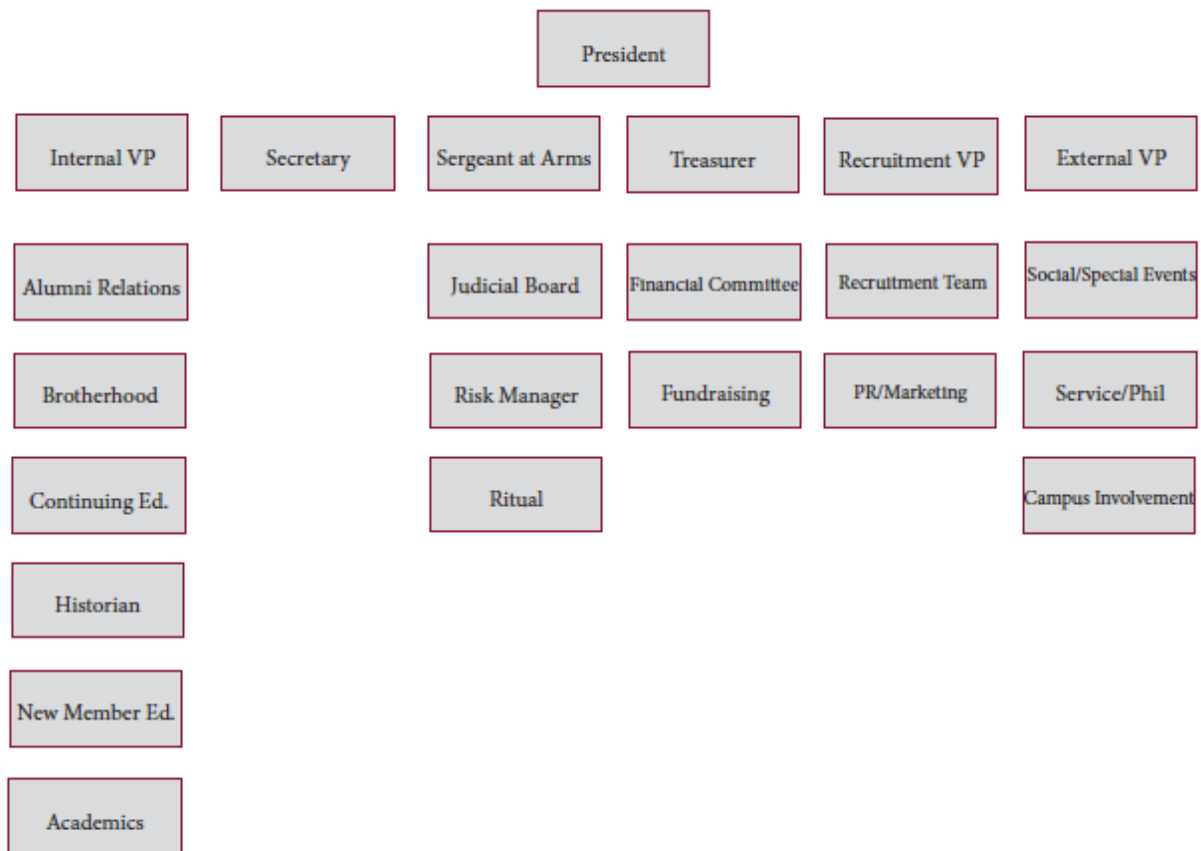 President
Internal VP
Secretary
Sergeant at Arms
Treasurer
Recruitment VP
External VP
Alumni Relations
Judicial Board
Financial Committee
Recruitment Team
Social/Special Events
Brotherhood
Risk Manager
Fundraising
PR/Marketing
Service/Phil
Continuing Ed.
Ritual
Campus Involvement
Historian
New Member Ed.
Academics